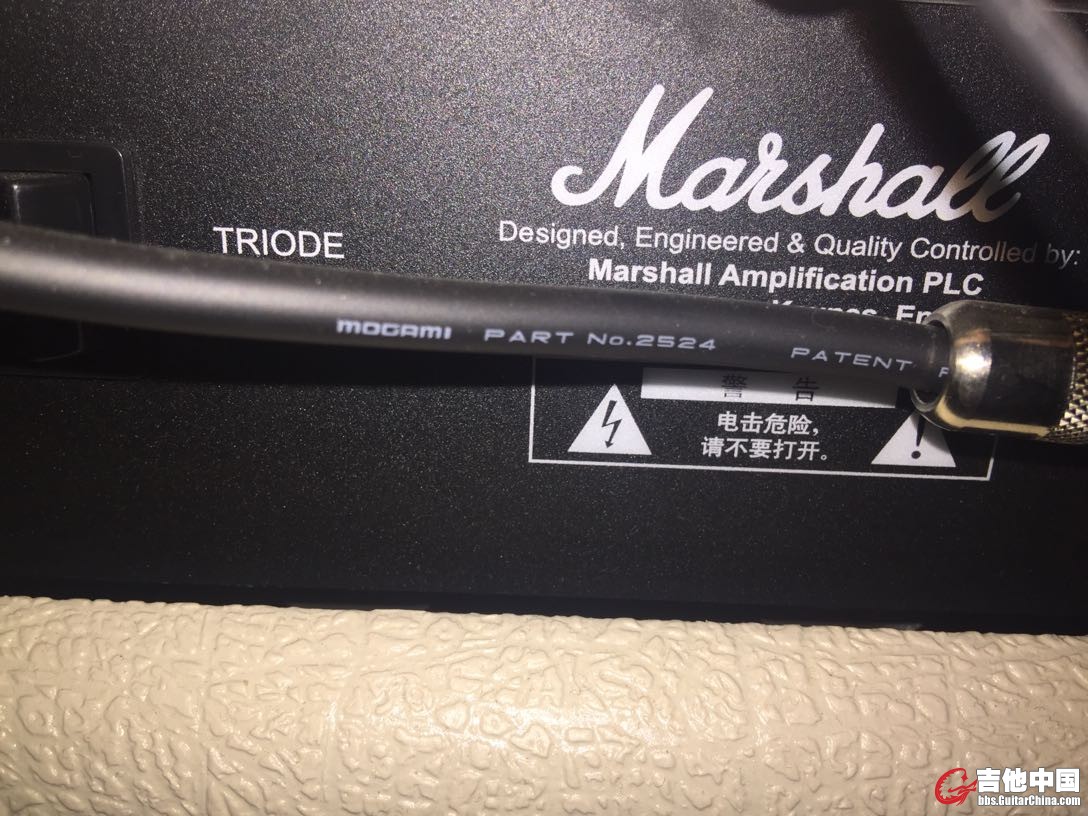 Marshall
TRIODE
Designed, Engineered & Quality Controlled by:
Marshall Amplification PLC
MOGAMI PART No.2524 PATENT
警 告
电击危险，
请不要打开。
吉他中国
bbs.GuitarChina.com